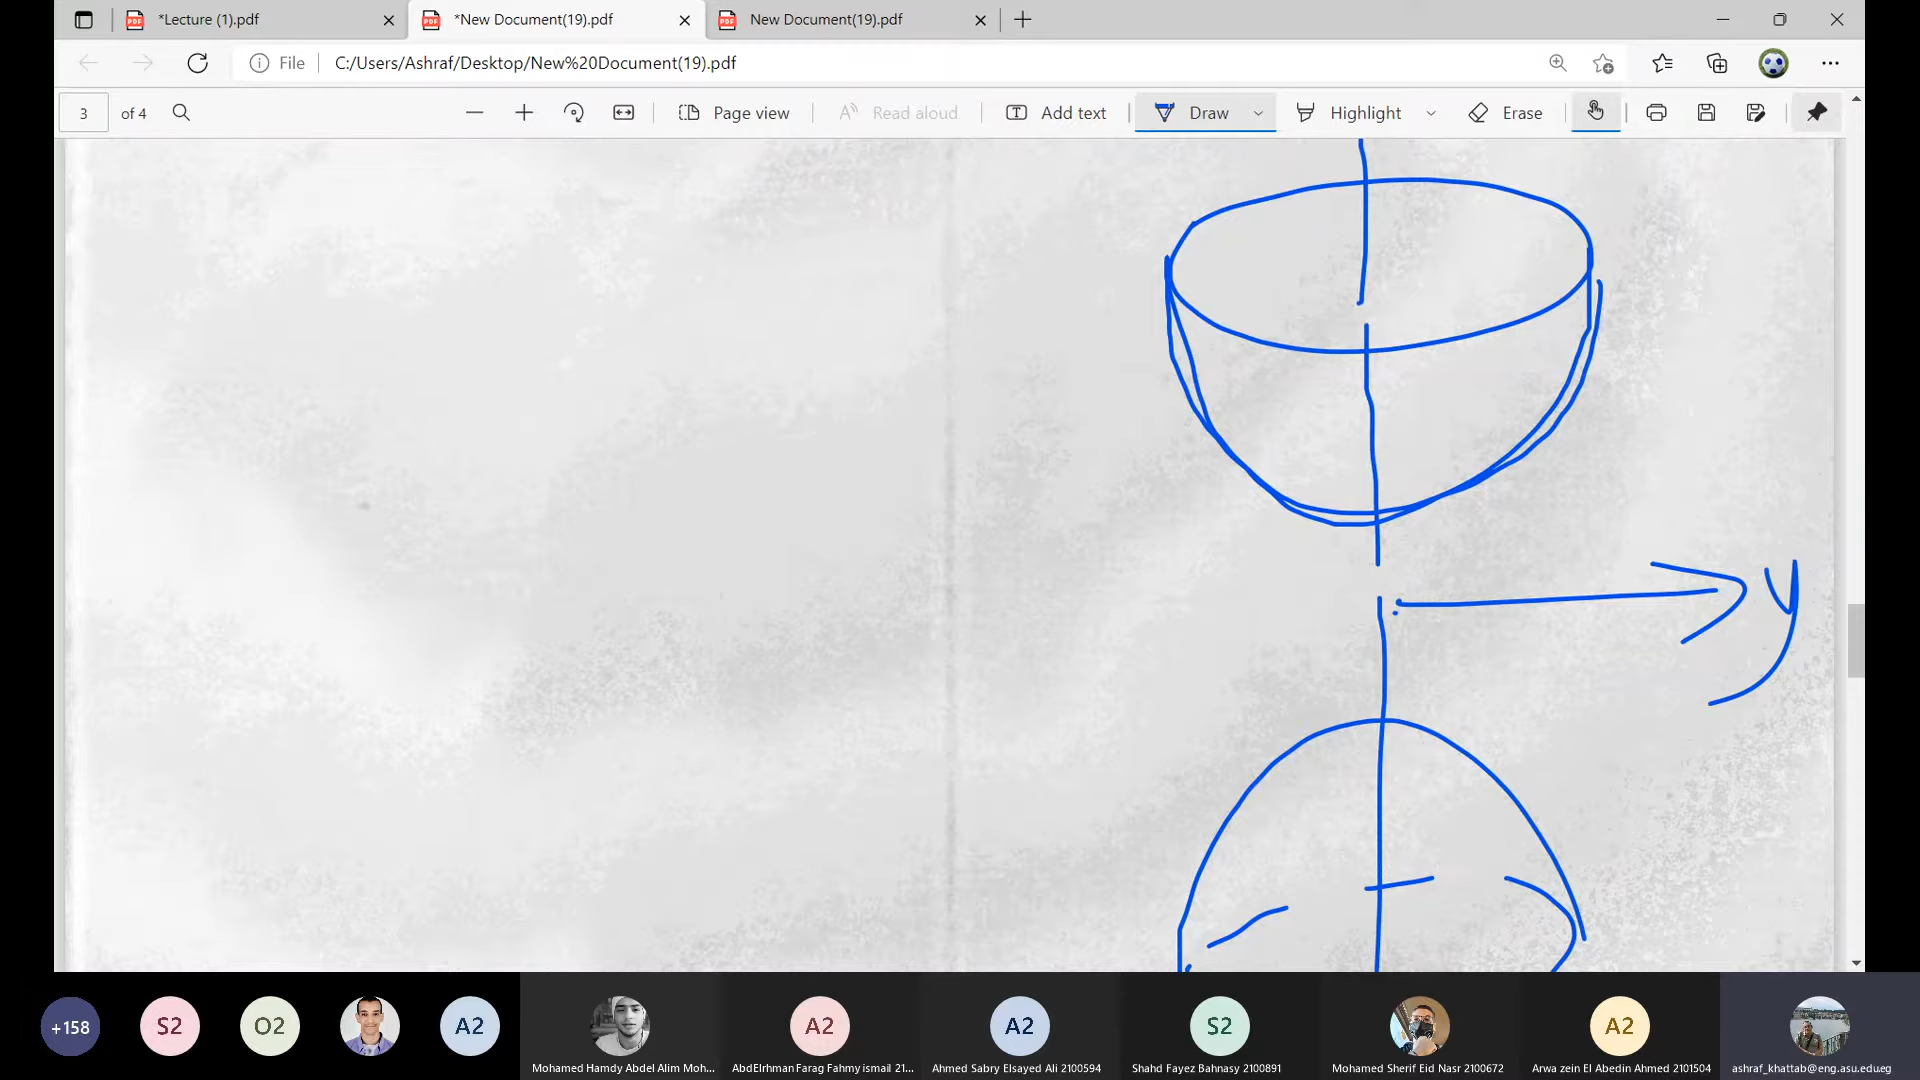 *Lecture (1).pdf
*New Document(19).pdf
New Document(19).pdf
File
C:/Users/Ashraf/Desktop/New%20Document(19).pdf
3 of 4
Page view
Read aloud
Add text
Draw
Highlight
Erase
y
+158
S2
O2
A2
Mohamed Hamdy Abdel Alim Moh...
A2
AbdElrhman Farag Fahmy ismail 21...
A2
Ahmed Sabry Elsayed Ali 2100594
S2
Shahd Fayez Bahnasy 2100891
Mohamed Sherif Eid Nasr 2100672
A2
Arwa zein El Abedin Ahmed 2101504
ashraf_khattab@eng.asu.edu.eg